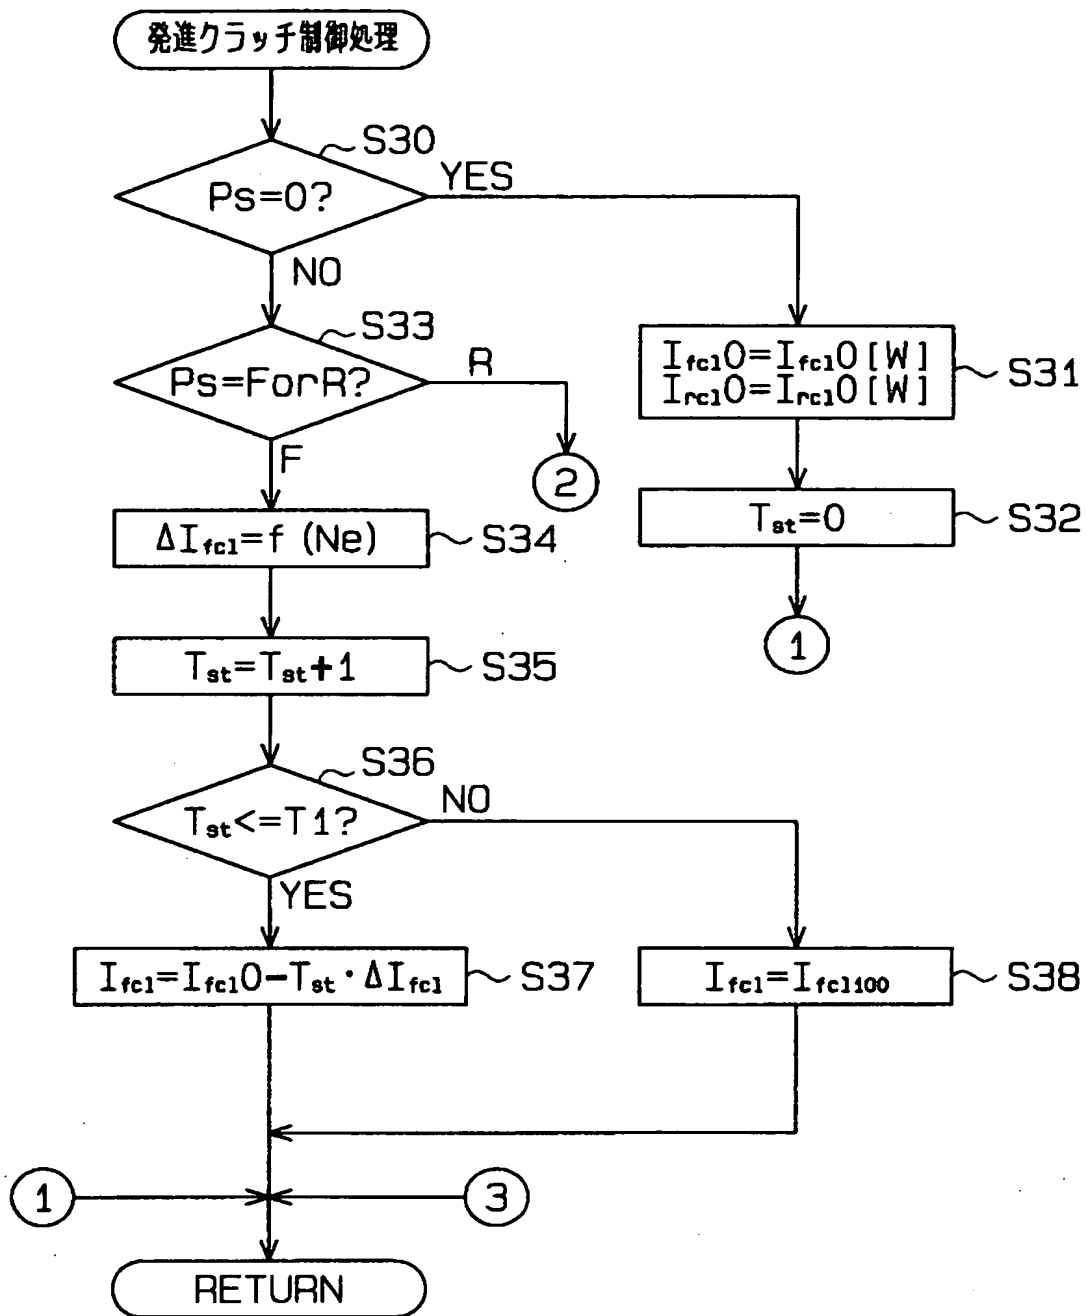 発進クラッチ制御処理
S30
Ps=0?
YES
NO
S33
Ps=ForR?
R
F
2
Ifcl0=Ifcl0[W]
Ircl0=Ircl0[W]
S31
Tst=0
S32
1
ΔIfcl=f (Ne)
S34
Tst=Tst+1
S35
S36
Tst<=T1?
NO
YES
Ifcl=Ifcl0-Tst・ΔIfcl
S37
Ifcl=Ifcl100
S38
1
3
RETURN